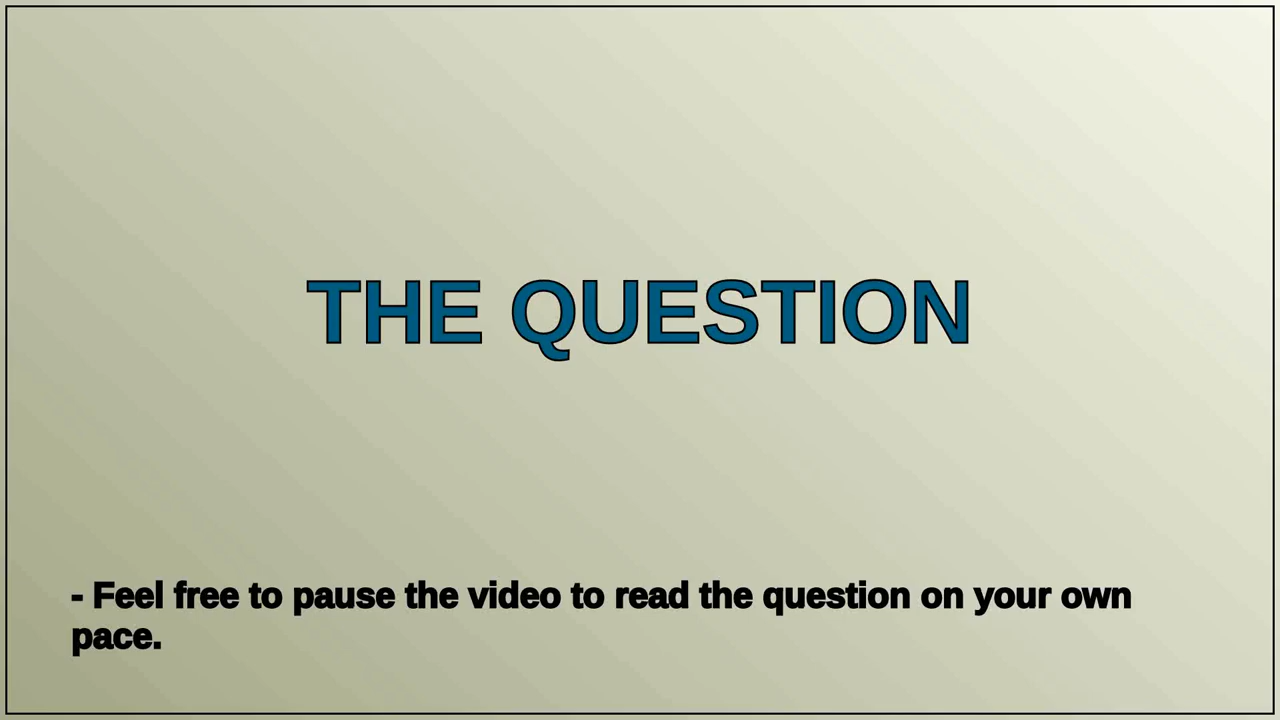 THE QUESTION
- Feel free to pause the video to read the question on your own
pace.